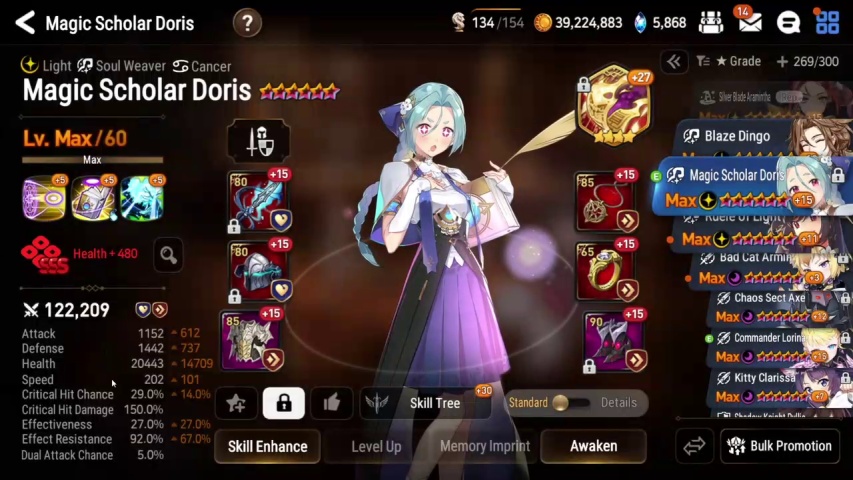 Magic Scholar Doris
?
134/154
39,224,883
5,868
14
Light Soul Weaver Cancer
Magic Scholar Doris
Grade
+ 269/300
Lv. Max/60
Max
+5 +5 +5
SSS Health + 480
122,209
Attack 1152 612
Defense 1442 737
Health 20443 14709
Speed 202 101
Critical Hit Chance 29.0% 14.0%
Critical Hit Damage 150.0%
Effectiveness 27.0% 27.0%
Effect Resistance 92.0% 67.0%
Dual Attack Chance 5.0%
80 +15
80 +15
85 +15
+27
85 +15
65 +15
90 +15
+30
Skill Tree
Standard Details
Skill Enhance
Level Up
Memory Imprint
Awaken
Silver Blade Aramintha
Blaze Dingo
E Magic Scholar Doris
Max +15
Max +11
Bad Cat Armin
Max +3
Chaos Sect Axe
Max +12
E Commander Lorina
Max +15
Kitty Clarissa
Max
Bulk Promotion